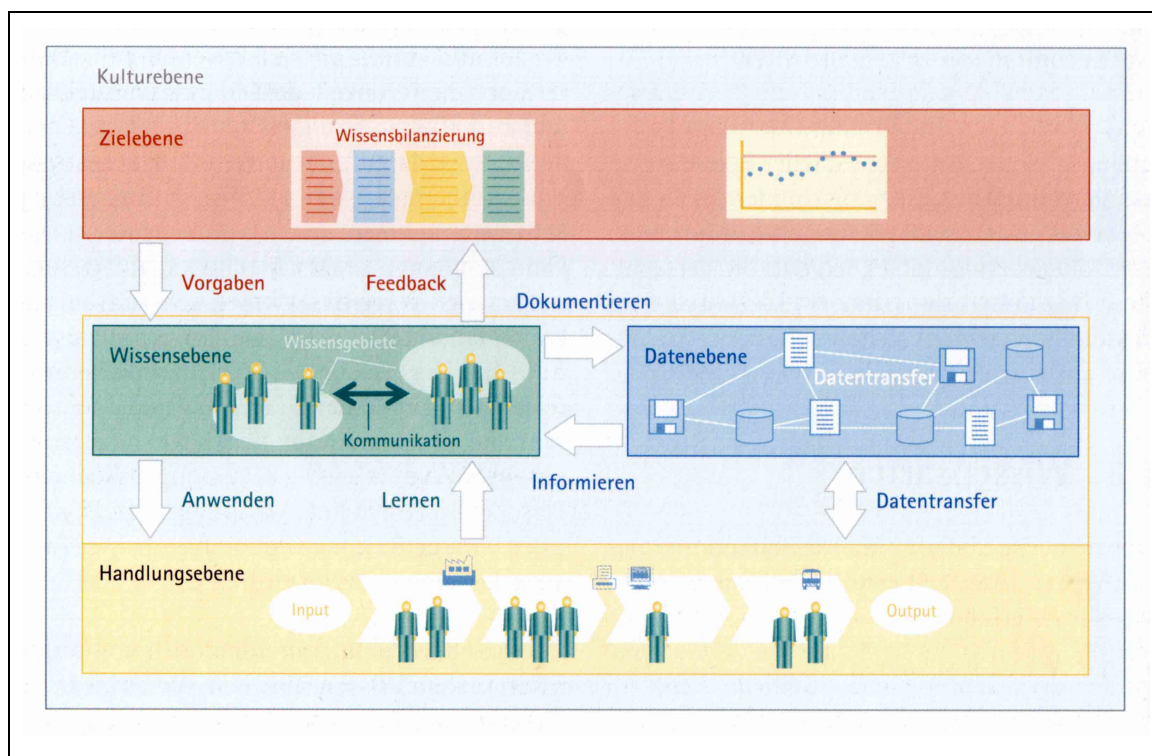 Kulturebene
Zielebene
Wissensbilanzierung
Vorgaben
Feedback
Dokumentieren
Wissensebene
Wissensgebiete
Kommunikation
Datenebene
Datentransfer
Anwenden
Lernen
Informieren
Datentransfer
Handlungsebene
Input
Output